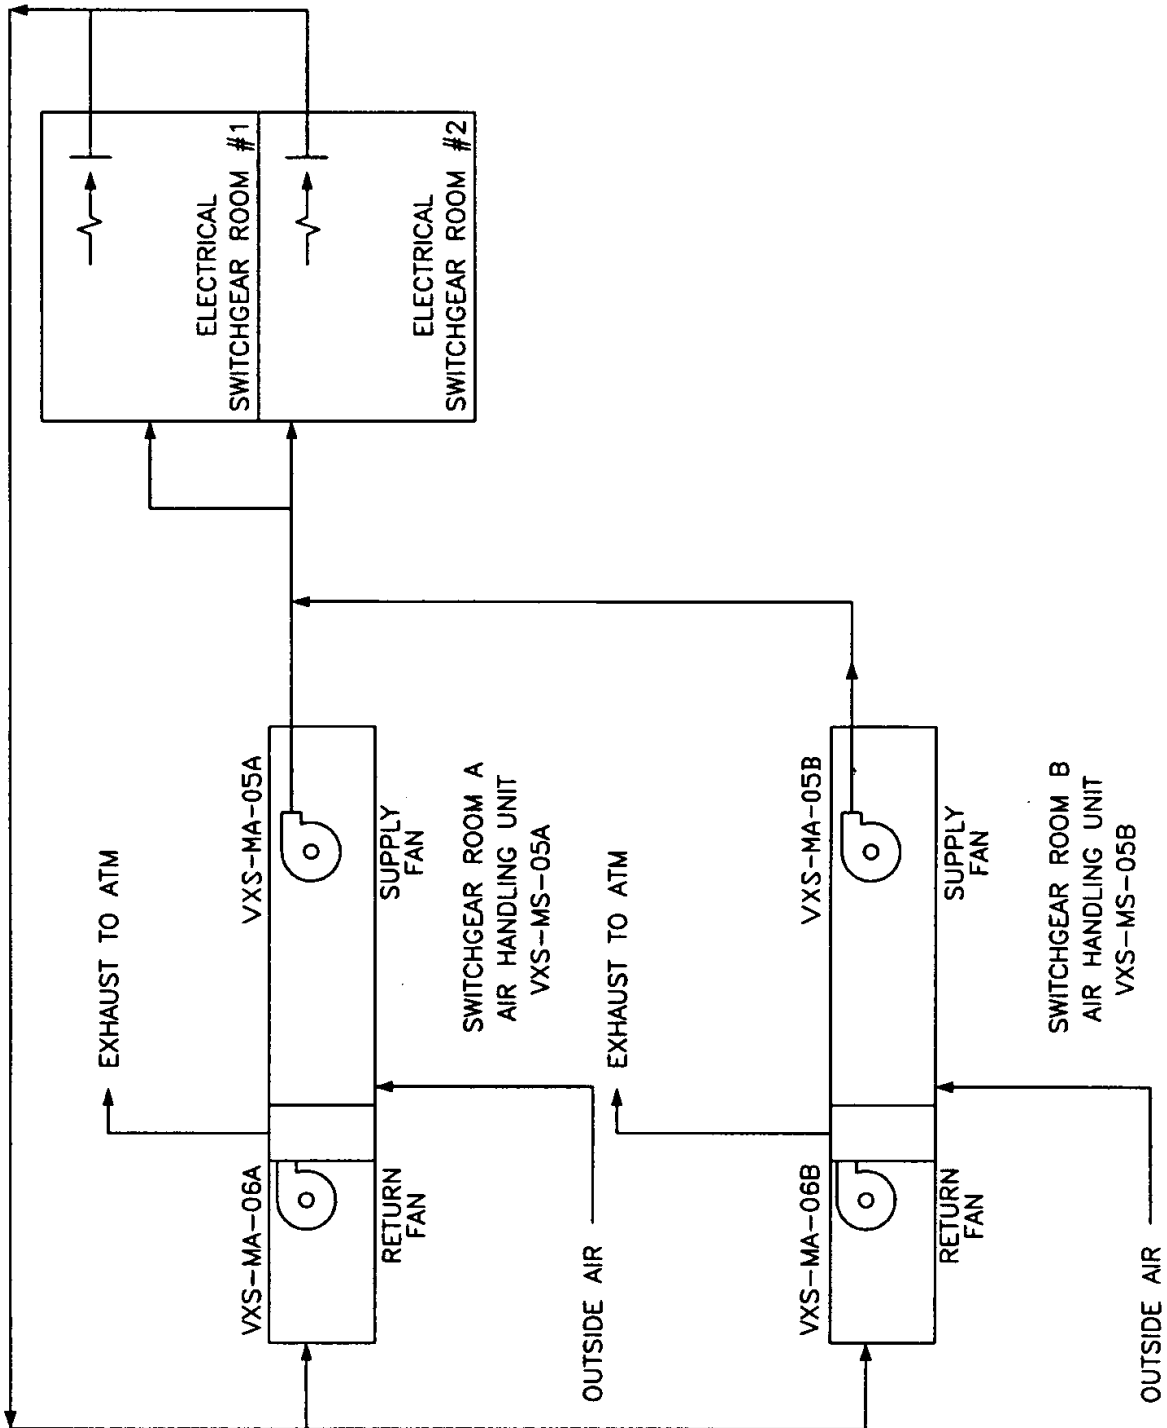 ELECTRICAL
SWITCHGEAR ROOM #1
ELECTRICAL
SWITCHGEAR ROOM #2
EXHAUST TO ATM
VXS-MA-06A
VXS-MA-05A
RETURN
FAN
SUPPLY
FAN
SWITCHGEAR ROOM A
AIR HANDLING UNIT
VXS-MS-05A
OUTSIDE AIR
EXHAUST TO ATM
VXS-MA-06B
VXS-MA-05B
RETURN
FAN
SUPPLY
FAN
SWITCHGEAR ROOM B
AIR HANDLING UNIT
VXS-MS-05B
OUTSIDE AIR